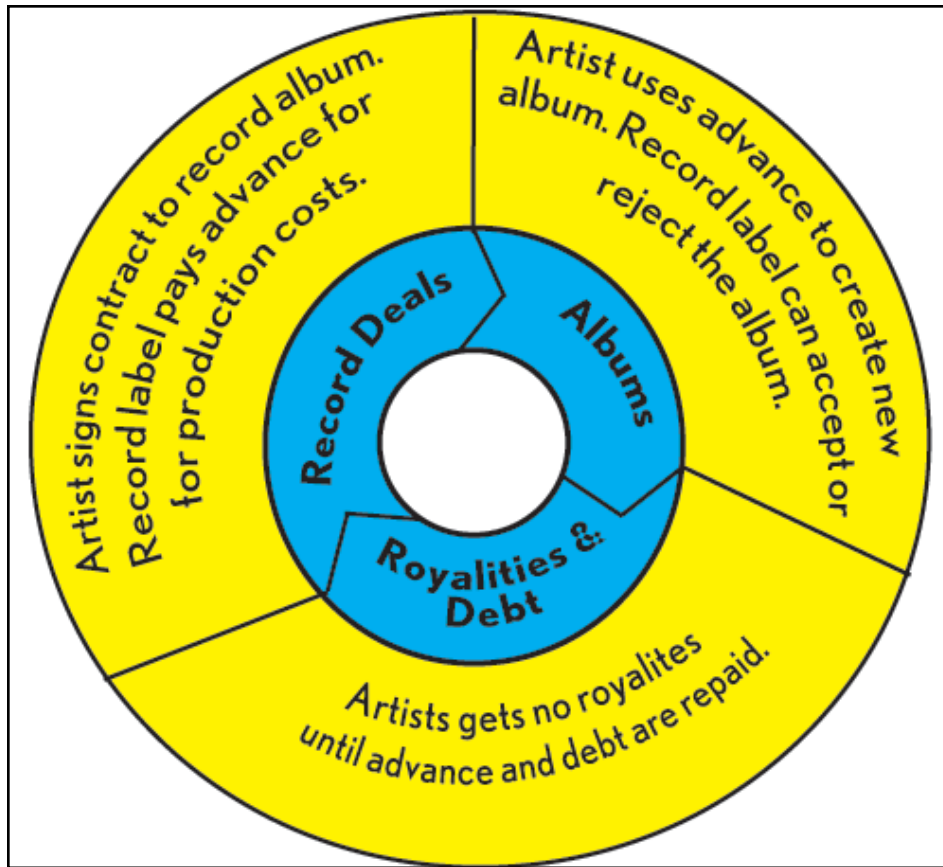 Artist signs contract to record album.
Record label pays advance for
for production costs.
Record Deals
Artist uses advance to create new
album. Record label can accept or
reject the album.
Albums
Royalities &
Debt
Artists gets no royalites
until advance and debt are repaid.